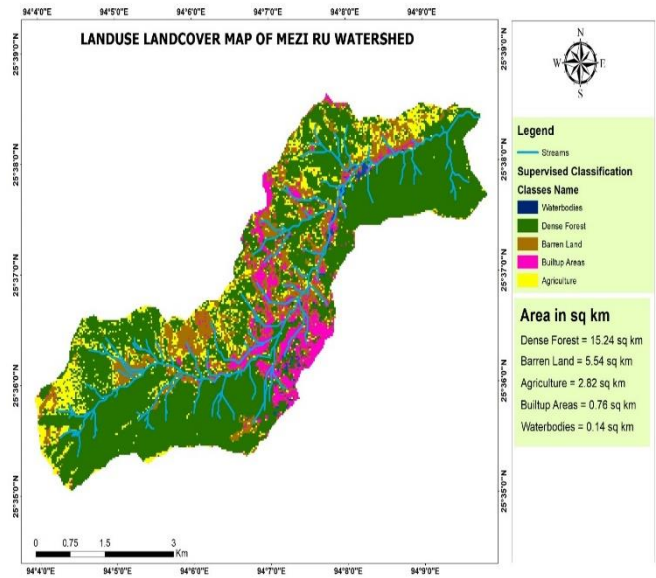 94°4'0"E 94°5'0"E 94°6'0"E 94°7'0"E 94°8'0"E 94°9'0"E
LANDUSE LANDCOVER MAP OF MEZI RU WATERSHED
N
W E
S
25°39'0"N
25°38'0"N
25°37'0"N
25°36'0"N
25°35'0"N
Legend
Streams
Supervised Classification
Classes Name
Waterbodies
Dense Forest
Barren Land
Builtup Areas
Agriculture
Area in sq km
Dense Forest = 15.24 sq km
Barren Land = 5.54 sq km
Agriculture = 2.82 sq km
Builtup Areas = 0.76 sq km
Waterbodies = 0.14 sq km
0 0.75 1.5 3
Km
94°4'0"E 94°5'0"E 94°6'0"E 94°7'0"E 94°8'0"E 94°9'0"E